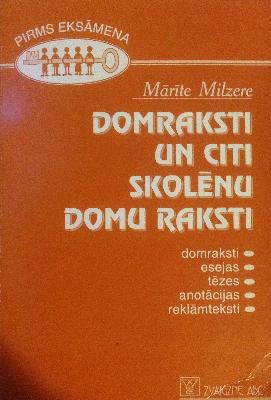 PIRMS EKSĀMENA
Mārīte Milzere
DOMRAKSTI
UN CITI
SKOLĒNU
DOMU RAKSTI
domraksti
esejas
tēzes
anotācijas
reklāmteksti
ZVAIGZNE ABC